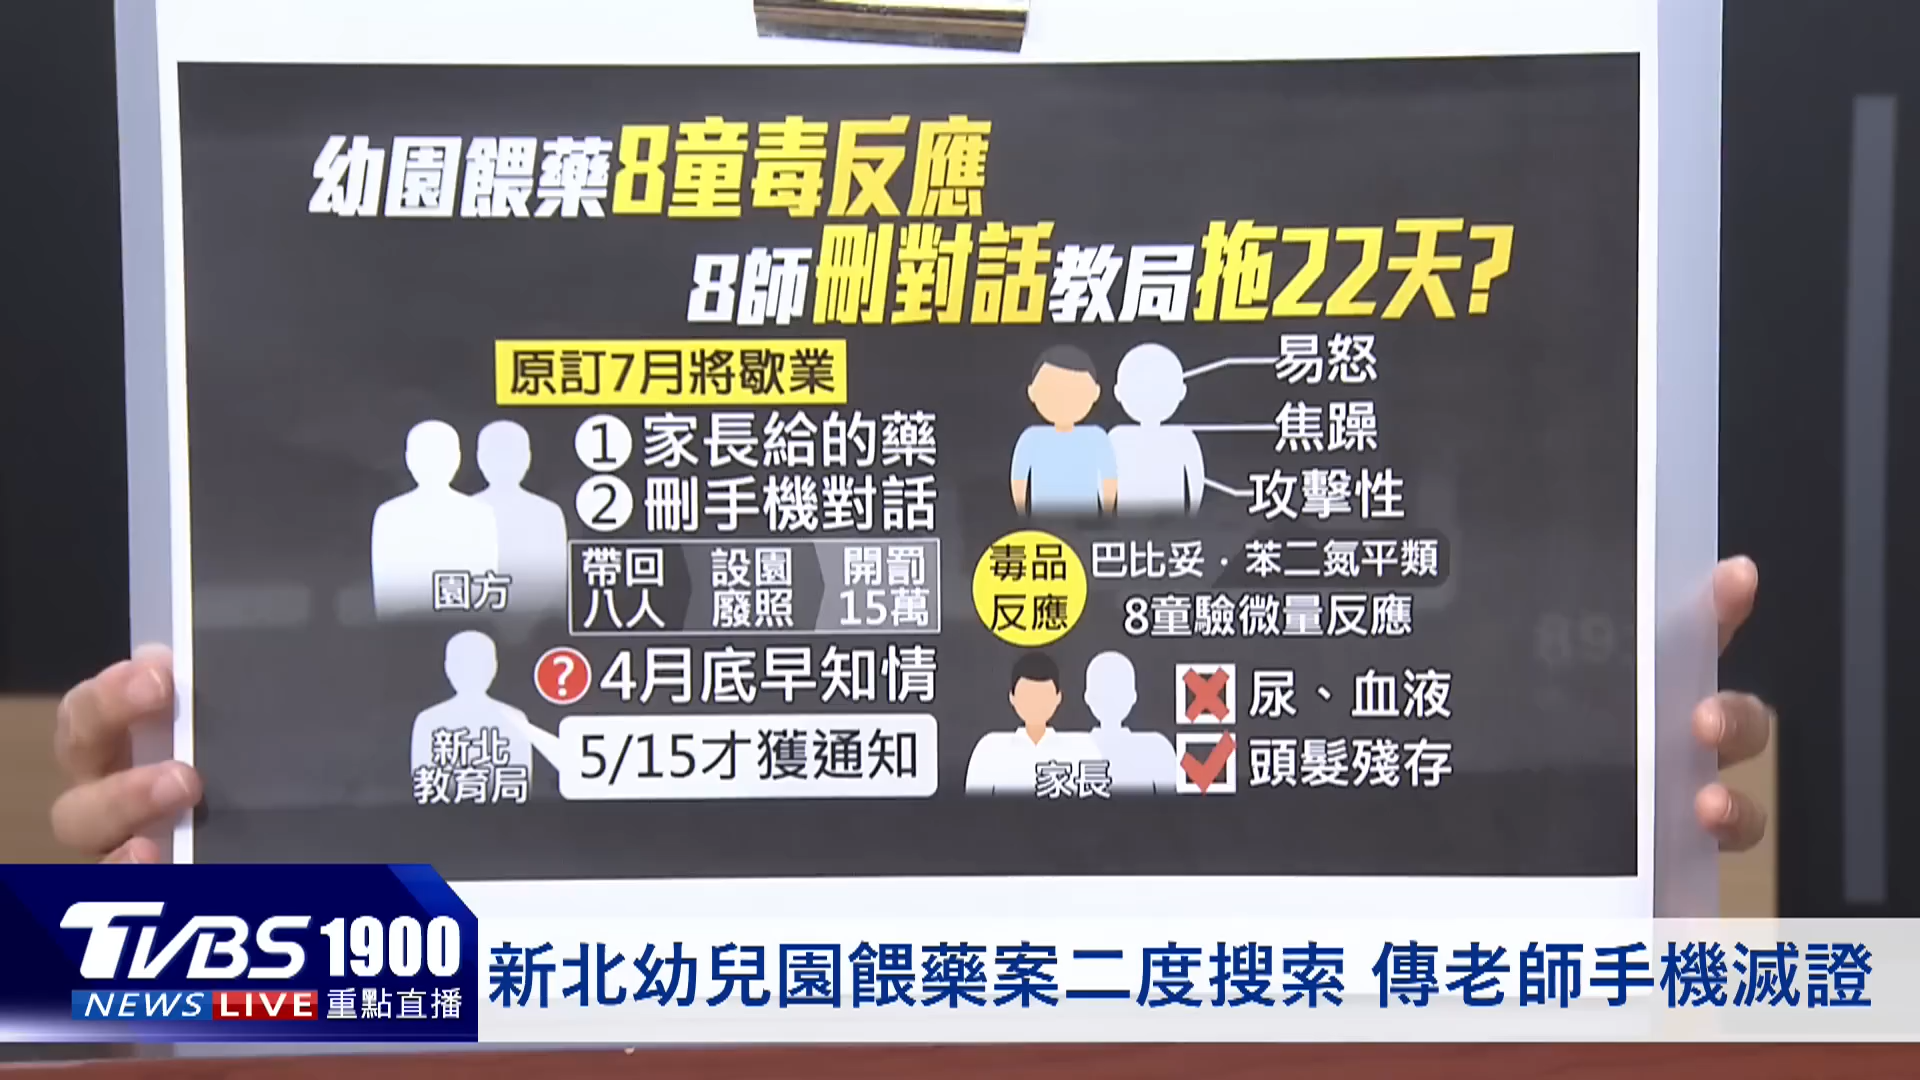 幼園餵藥8童毒反應
8師刪對話教局拖22天?
原訂7月將歇業
1 家長給的藥
2 刪手機對話
園方
帶回八人
設園廢照
開罰15萬
? 4月底早知情
5/15才獲通知
新北
教育局
易怒
焦躁
攻擊性
毒品
反應
巴比妥・苯二氮平類
8童驗微量反應
家長
尿、血液
頭髮殘存
TVBS 1900
NEWS LIVE 重點直播
新北幼兒園餵藥案二度搜索 傳老師手機滅證